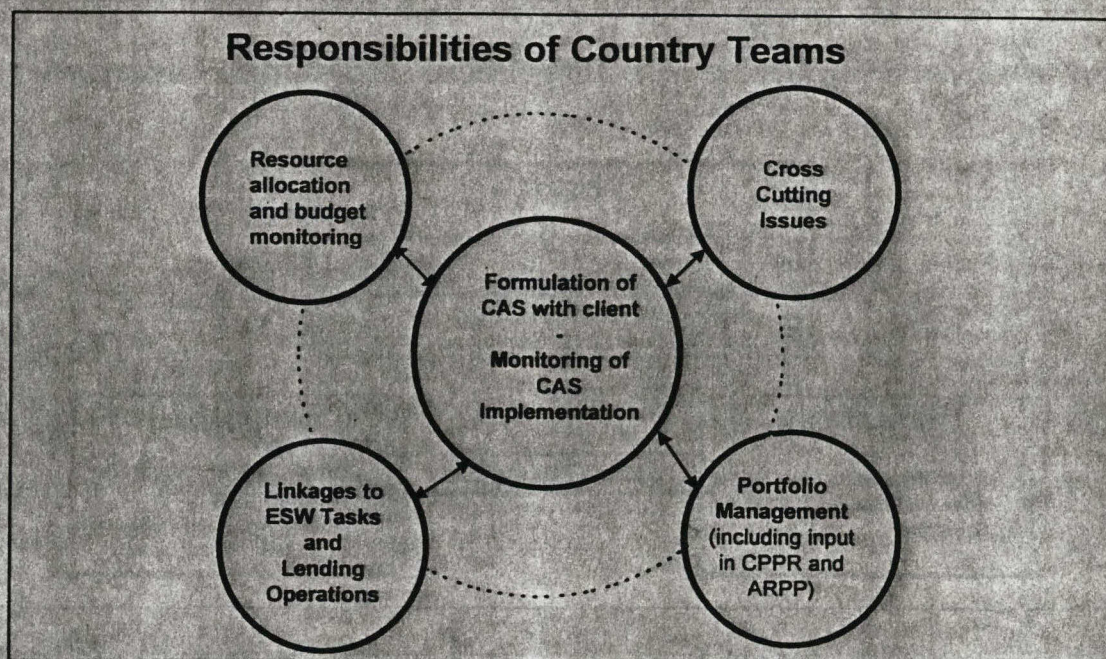 Responsibilities of Country Teams
Resource
allocation
and budget
monitoring
Cross
Cutting
Issues
Formulation of
CAS with client
-
Monitoring of
CAS
Implementation
Linkages to
ESW Tasks
and
Lending
Operations
Portfolio
Management
(including input
in CPPR and
ARPP)